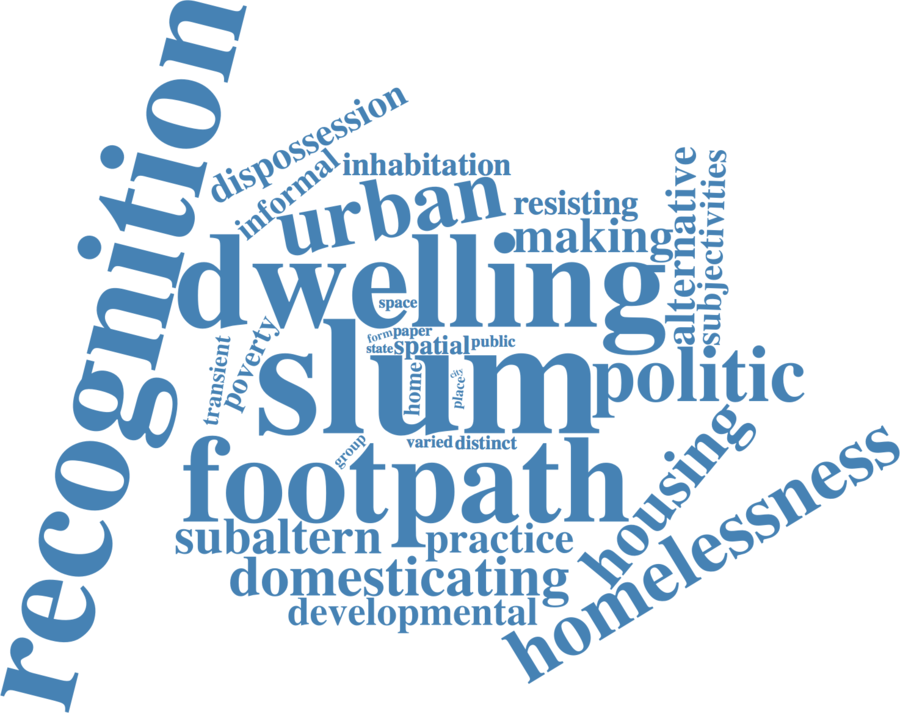 recognition
dispossession
informal
inhabitation
urban
resisting
making
alternative
subjectivities
dwelling
space
form
paper
state
spatial
public
transient
poverty
slum
home
place
city
politic
group
varied
distinct
footpath
housing
homelessness
subaltern
practice
domesticating
developmental